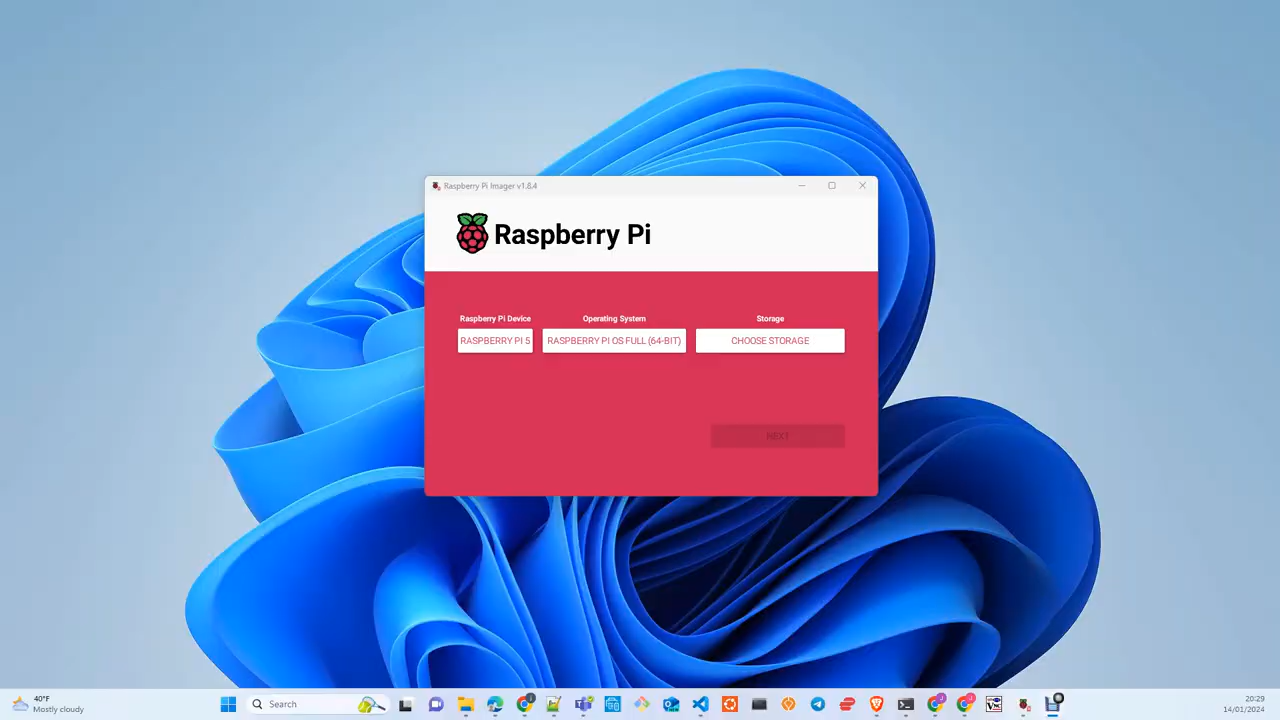 Raspberry Pi Imager v1.8.4
Raspberry Pi
Raspberry Pi Device
Operating System
Storage
RASPBERRY PI 5
RASPBERRY PI OS FULL (64-BIT)
CHOOSE STORAGE
NEXT
40°F
Mostly cloudy
Search
20:29
14/01/2024